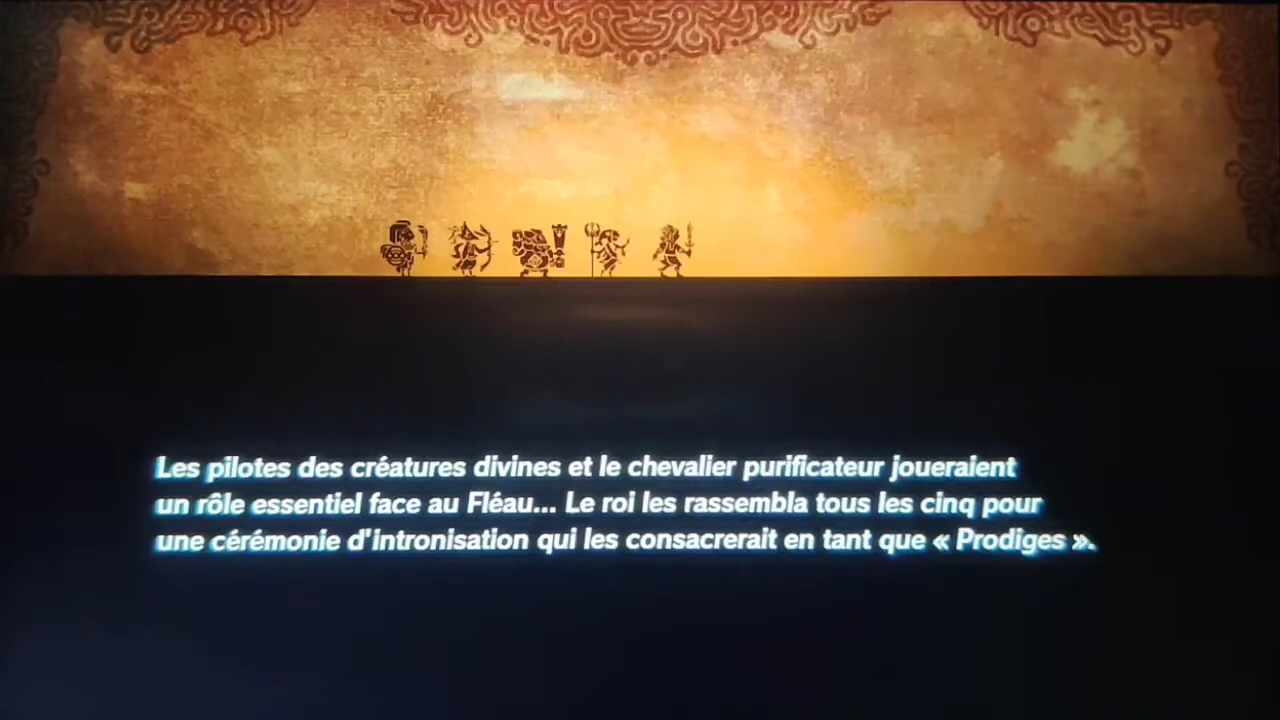 Les pilotes des créatures divines et le chevalier purificateur joueraient
un rôle essentiel face au Fléau... Le roi les rassembla tous les cinq pour
une cérémonie d'intronisation qui les consacrerait en tant que « Prodiges ».